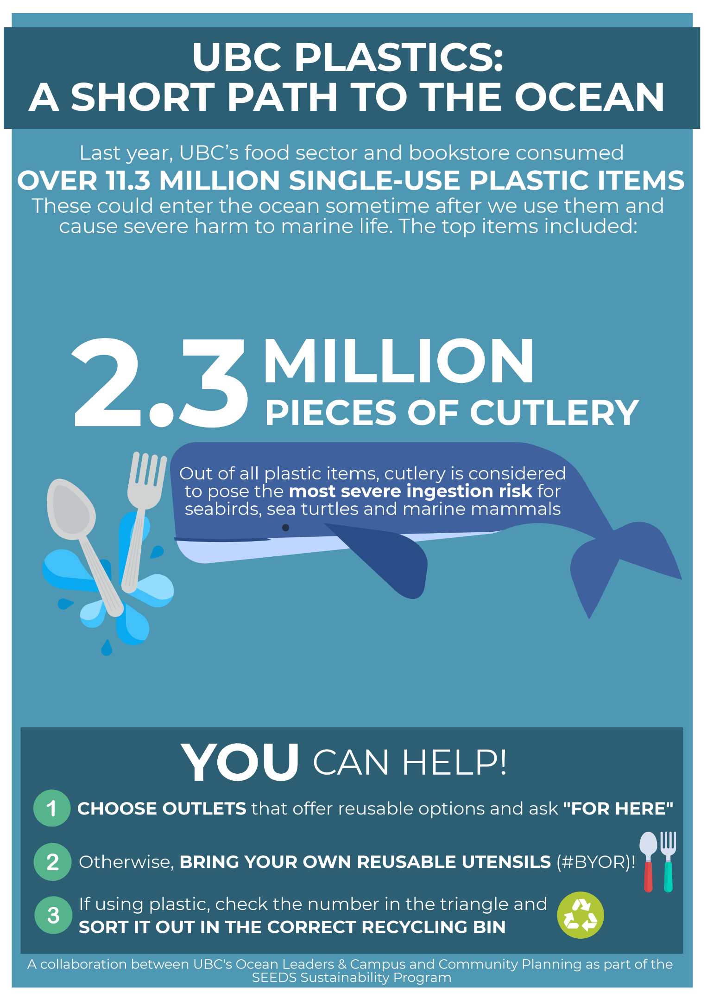 UBC PLASTICS:
A SHORT PATH TO THE OCEAN
Last year, UBC’s food sector and bookstore consumed
OVER 11.3 MILLION SINGLE-USE PLASTIC ITEMS
These could enter the ocean sometime after we use them and
cause severe harm to marine life. The top items included:
2.3 MILLION
PIECES OF CUTLERY
Out of all plastic items, cutlery is considered
to pose the most severe ingestion risk for
seabirds, sea turtles and marine mammals
YOU CAN HELP!
1 CHOOSE OUTLETS that offer reusable options and ask "FOR HERE"
2 Otherwise, BRING YOUR OWN REUSABLE UTENSILS (#BYOR)!
3 If using plastic, check the number in the triangle and
SORT IT OUT IN THE CORRECT RECYCLING BIN
A collaboration between UBC's Ocean Leaders & Campus and Community Planning as part of the
SEEDS Sustainability Program